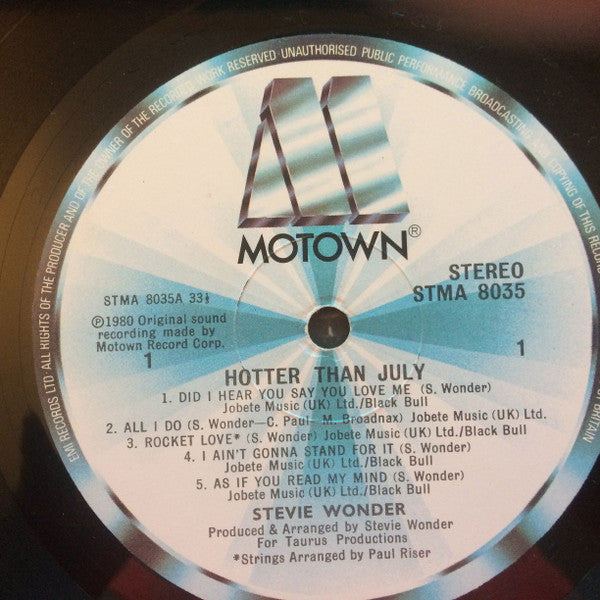 EMI RECORDS LTD · ALL RIGHTS OF THE PRODUCER AND OF THE OWNER OF THE RECORDED WORK RESERVED · UNAUTHORISED PUBLIC PERFORMANCE BROADCASTING AND COPYING OF THIS RECORD
BRITAIN
MOTOWN®
STEREO
STMA 8035
STMA 8035A 33⅓
℗1980 Original sound
recording made by
Motown Record Corp.
1
1
HOTTER THAN JULY
1. DID I HEAR YOU SAY YOU LOVE ME (S. Wonder)
Jobete Music (UK) Ltd./Black Bull
2. ALL I DO (S. Wonder—C. Paul—M. Broadnax) Jobete Music (UK) Ltd.
3. ROCKET LOVE* (S. Wonder) Jobete Music (UK) Ltd./Black Bull
4. I AIN'T GONNA STAND FOR IT (S. Wonder)
Jobete Music (UK) Ltd./Black Bull
5. AS IF YOU READ MY MIND (S. Wonder)
Jobete Music (UK) Ltd./Black Bull
STEVIE WONDER
Produced & Arranged by Stevie Wonder
For Taurus Productions
*Strings Arranged by Paul Riser